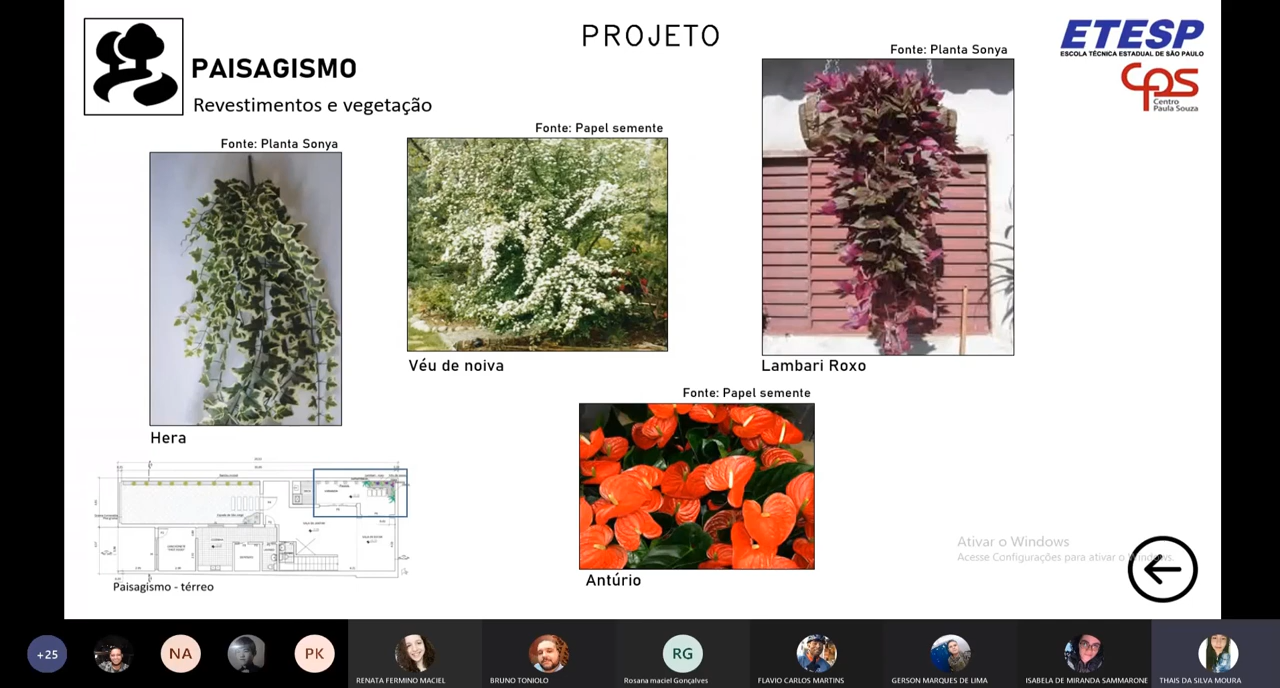 PROJETO
ETESP
ESCOLA TÉCNICA ESTADUAL DE SÃO PAULO
cps
Centro
Paula Souza
PAISAGISMO
Revestimentos e vegetação
Fonte: Planta Sonya
Hera
Fonte: Papel semente
Véu de noiva
Fonte: Planta Sonya
Lambari Roxo
Fonte: Papel semente
Antúrio
Paisagismo - térreo
Ativar o Windows
Acesse Configurações para ativar o Windows.
+25
NA
PK
RENATA FERMINO MACIEL
BRUNO TONIOLO
RG
Rosana maciel Gonçalves
FLAVIO CARLOS MARTINS
GERSON MARQUES DE LIMA
ISABELA DE MIRANDA SAMMARONE
THAIS DA SILVA MOURA